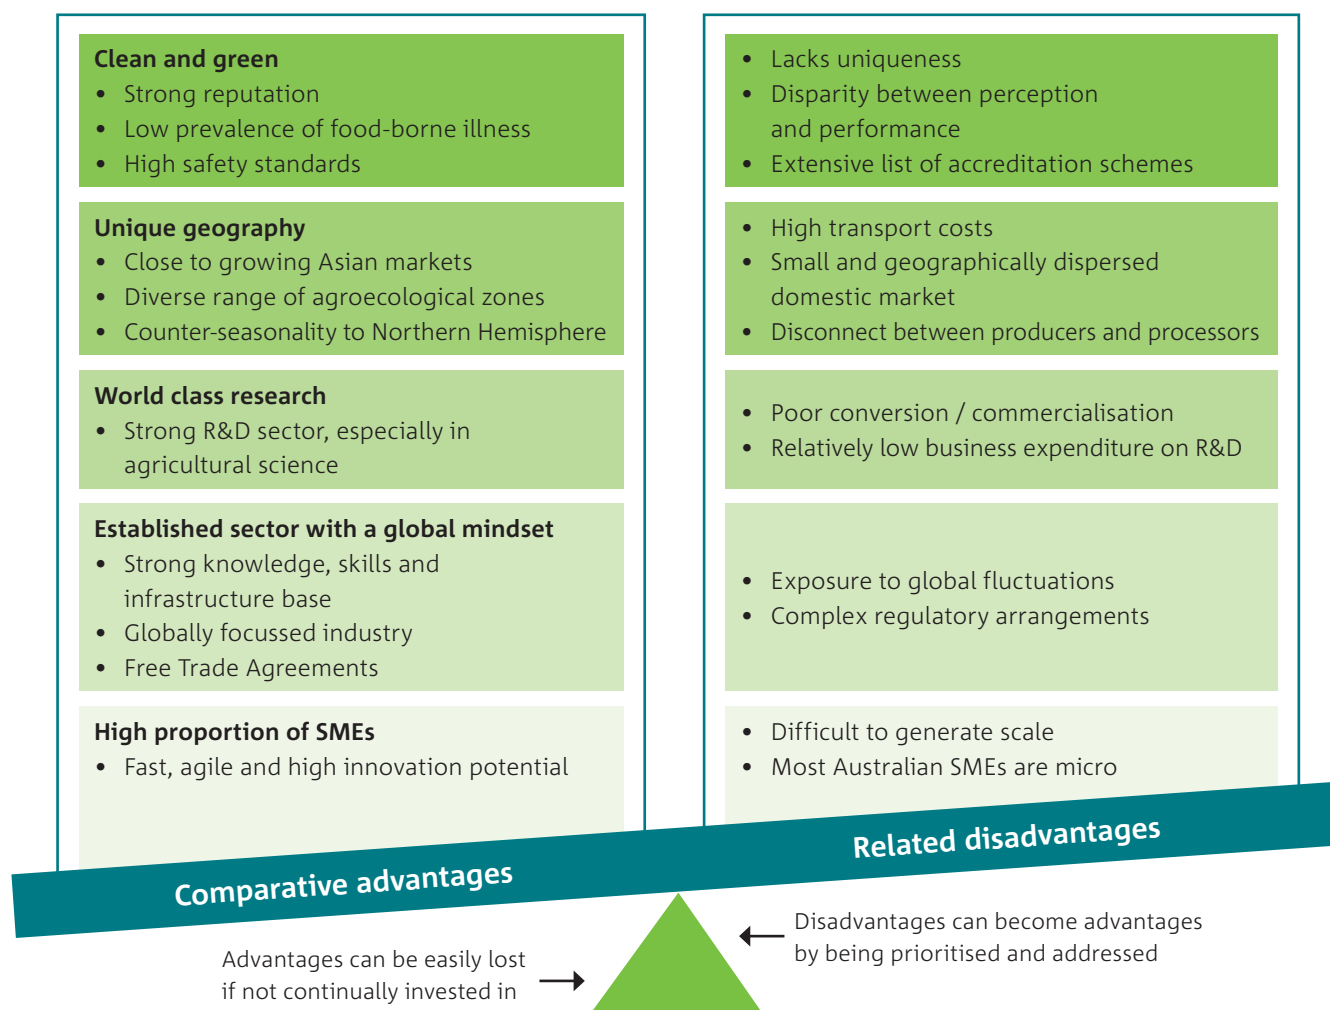 Clean and green
• Strong reputation
• Low prevalence of food-borne illness
• High safety standards
• Lacks uniqueness
• Disparity between perception
and performance
• Extensive list of accreditation schemes
Unique geography
• Close to growing Asian markets
• Diverse range of agroecological zones
• Counter-seasonality to Northern Hemisphere
• High transport costs
• Small and geographically dispersed
domestic market
• Disconnect between producers and processors
World class research
• Strong R&D sector, especially in
agricultural science
• Poor conversion / commercialisation
• Relatively low business expenditure on R&D
Established sector with a global mindset
• Strong knowledge, skills and
infrastructure base
• Globally focussed industry
• Free Trade Agreements
• Exposure to global fluctuations
• Complex regulatory arrangements
High proportion of SMEs
• Fast, agile and high innovation potential
• Difficult to generate scale
• Most Australian SMEs are micro
Comparative advantages
Related disadvantages
Advantages can be easily lost
if not continually invested in
Disadvantages can become advantages
by being prioritised and addressed